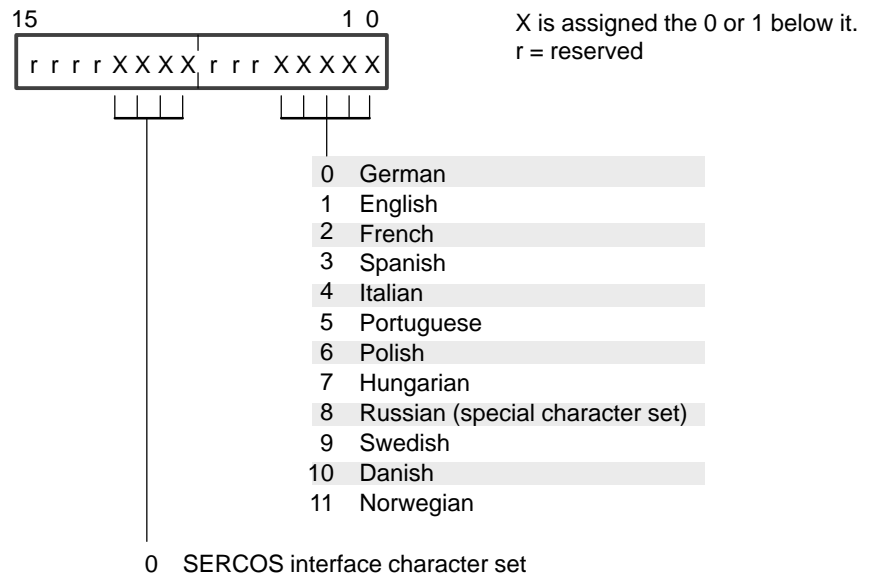 15 1 0
X is assigned the 0 or 1 below it.
r = reserved
r r r r X X X X r r r X X X X X
0 German
1 English
2 French
3 Spanish
4 Italian
5 Portuguese
6 Polish
7 Hungarian
8 Russian (special character set)
9 Swedish
10 Danish
11 Norwegian
0 SERCOS interface character set